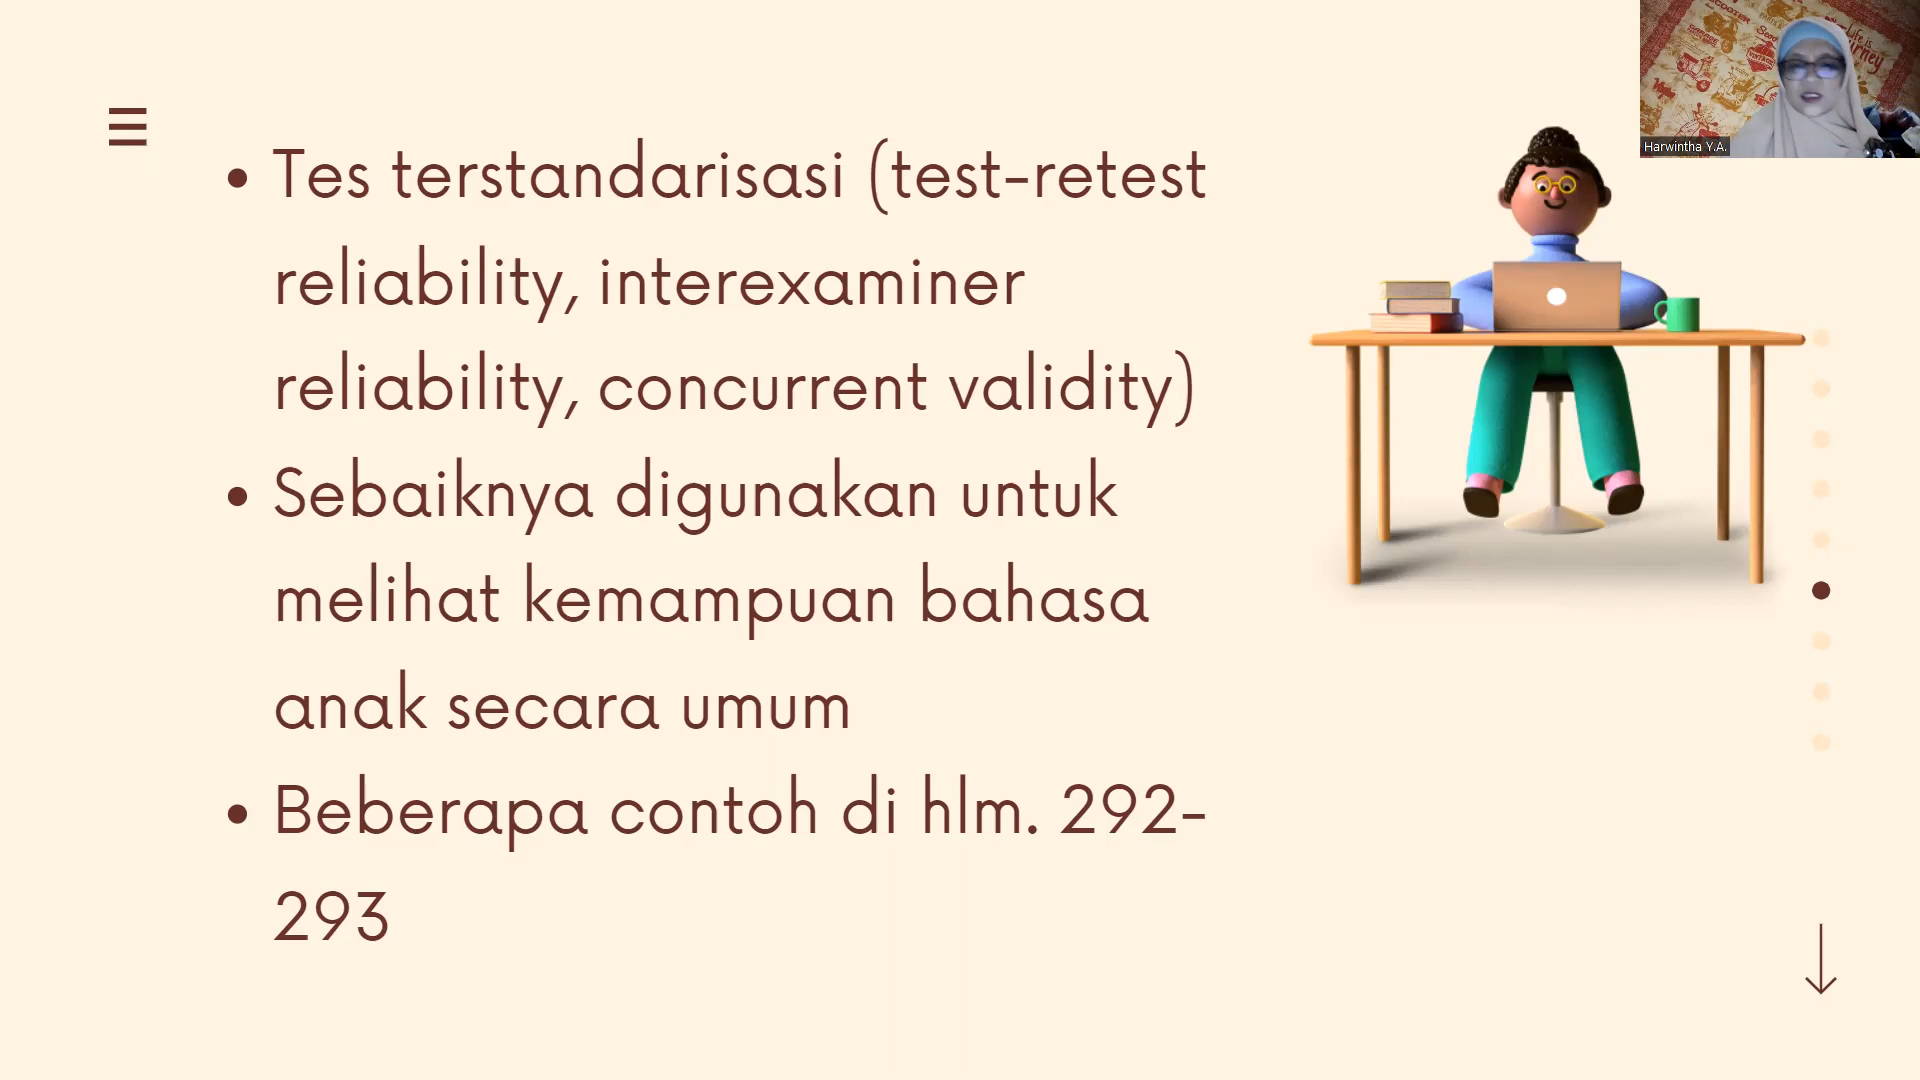 • Tes terstandarisasi (test-retest
reliability, interexaminer
reliability, concurrent validity)
• Sebaiknya digunakan untuk
melihat kemampuan bahasa
anak secara umum
• Beberapa contoh di hlm. 292-
293
Harwintha Y.A.